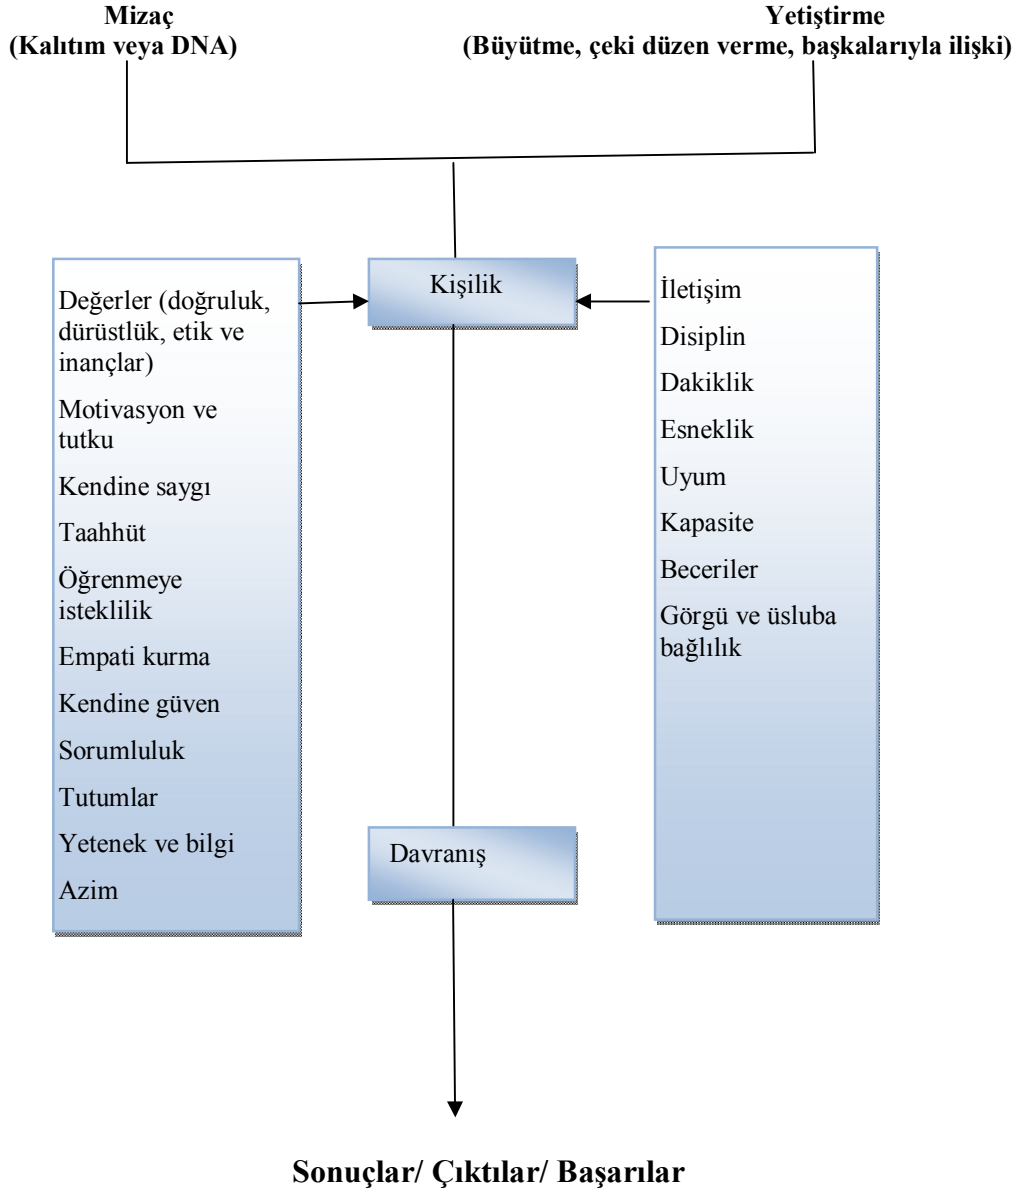 Mizaç
(Kalıtım veya DNA)
Yetiştirme
(Büyütme, çeki düzen verme, başkalarıyla ilişki)
Kişilik
Değerler (doğruluk,
dürüstlük, etik ve
inançlar)
Motivasyon ve
tutku
Kendine saygı
Taahhüt
Öğrenmeye
isteklilik
Empati kurma
Kendine güven
Sorumluluk
Tutumlar
Yetenek ve bilgi
Azim
İletişim
Disiplin
Dakiklik
Esneklik
Uyum
Kapasite
Beceriler
Görgü ve üsluba
bağlılık
Davranış
Sonuçlar/ Çıktılar/ Başarılar